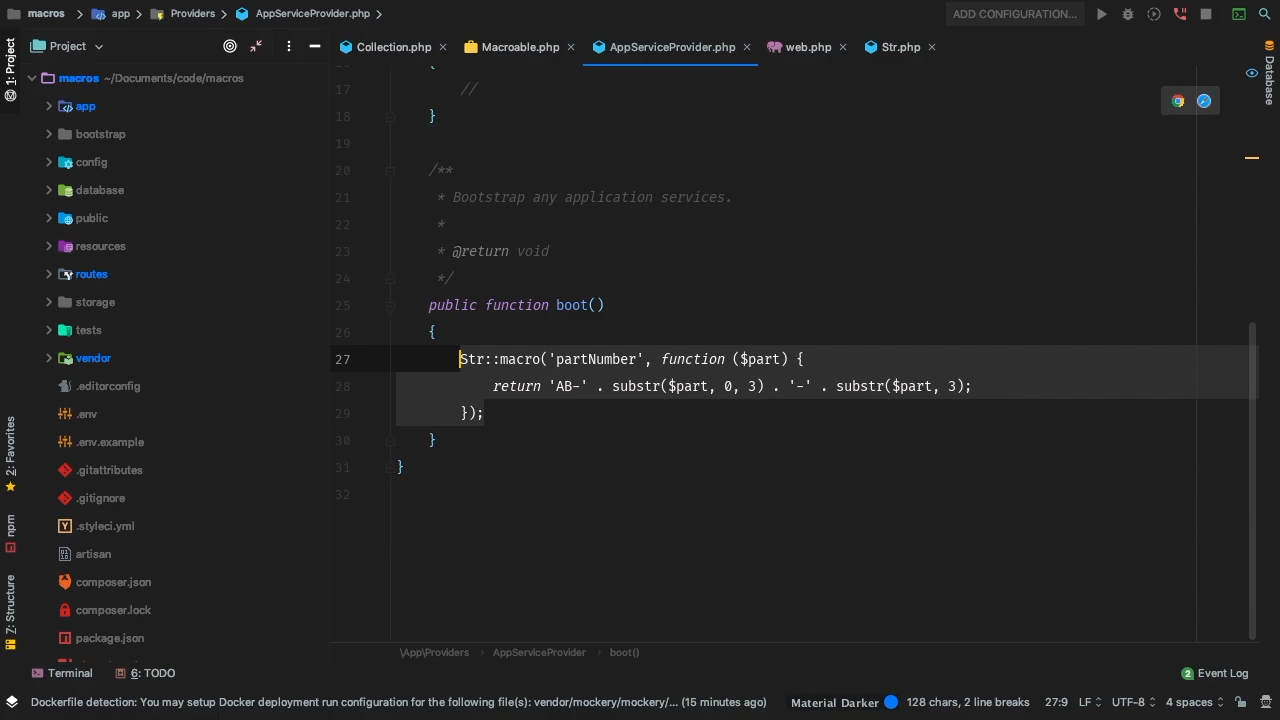 macros app Providers AppServiceProvider.php ADD CONFIGURATION...
1: Project
Project
Collection.php Macroable.php AppServiceProvider.php web.php Str.php
Database
macros ~/Documents/code/macros
app
bootstrap
config
database
public
resources
routes
storage
tests
vendor
.editorconfig
.env
.env.example
.gitattributes
.gitignore
.styleci.yml
artisan
composer.json
composer.lock
package.json
2: Favorites
npm
7: Structure
{
17 //
18 }
19
20 /**
21 * Bootstrap any application services.
22 *
23 * @return void
24 */
25 public function boot()
26 {
27 Str::macro('partNumber', function ($part) {
28 return 'AB-' . substr($part, 0, 3) . '-' . substr($part, 3);
29 });
30 }
31 }
32
\App\Providers AppServiceProvider boot()
Terminal 6: TODO 2 Event Log
Dockerfile detection: You may setup Docker deployment run configuration for the following file(s): vendor/mockery/mockery/... (15 minutes ago) Material Darker 128 chars, 2 line breaks 27:9 LF UTF-8 4 spaces